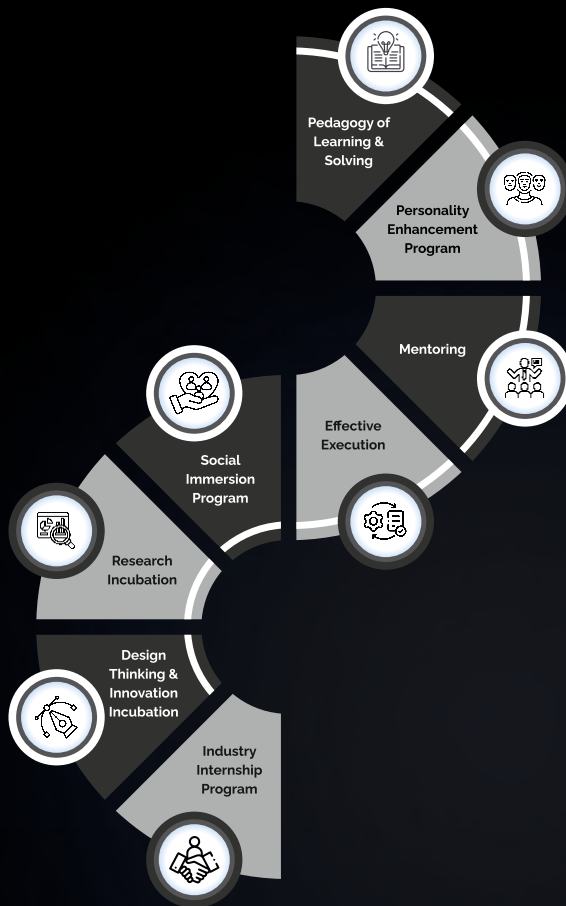 Pedagogy of
Learning &
Solving
Personality
Enhancement
Program
Mentoring
Effective
Execution
Social
Immersion
Program
Research
Incubation
Design
Thinking &
Innovation
Incubation
Industry
Internship
Program